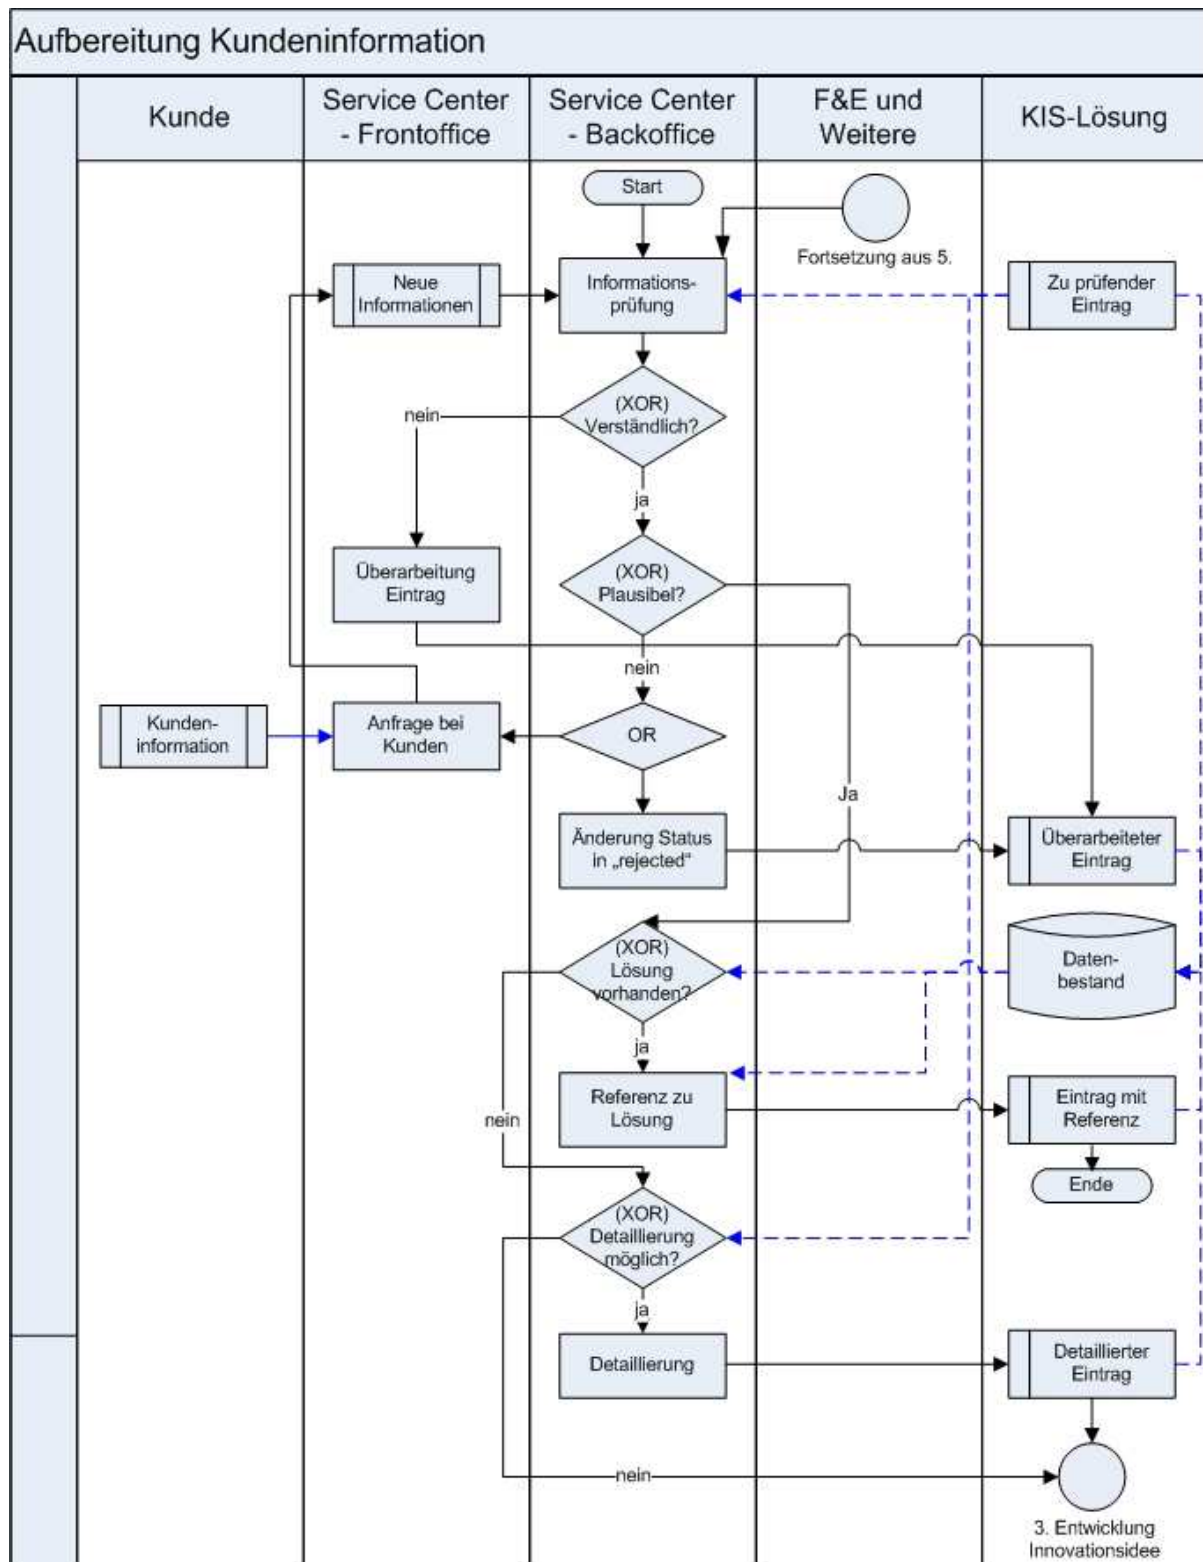 Aufbereitung Kundeninformation
Kunde
Service Center
- Frontoffice
Service Center
- Backoffice
F&E und
Weitere
KIS-Lösung
Start
Fortsetzung aus 5.
Neue
Informationen
Informations-
prüfung
Zu prüfender
Eintrag
(XOR)
Verständlich?
nein
ja
Überarbeitung
Eintrag
(XOR)
Plausibel?
nein
Kunden-
information
Anfrage bei
Kunden
OR
Ja
Änderung Status
in „rejected“
Überarbeiteter
Eintrag
(XOR)
Lösung
vorhanden?
Daten-
bestand
ja
Referenz zu
Lösung
Eintrag mit
Referenz
nein
Ende
(XOR)
Detaillierung
möglich?
ja
Detaillierung
Detaillierter
Eintrag
nein
3. Entwicklung
Innovationsidee